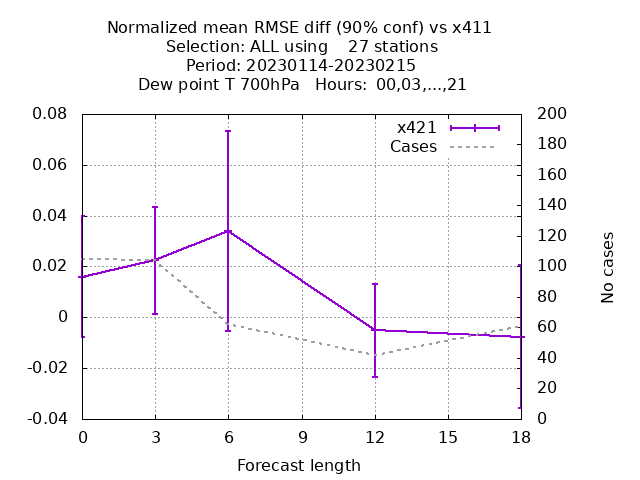 Normalized mean RMSE diff (90% conf) vs x411
Selection: ALL using    27 stations
Period: 20230114-20230215
Dew point T 700hPa   Hours: 00,03,...,21
x421
Cases
0.08
0.06
0.04
0.02
0
-0.02
-0.04
200
180
160
140
120
100
80
60
40
20
0
No cases
0 3 6 9 12 15 18
Forecast length